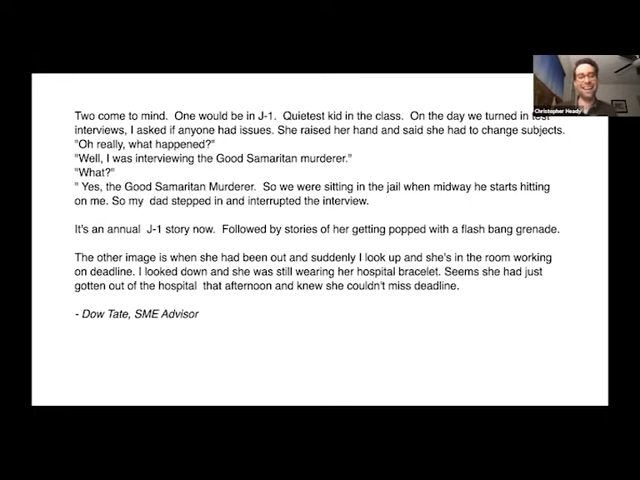 Christopher Heady
Two come to mind.  One would be in J-1.  Quietest kid in the class.  On the day we turned in test
interviews, I asked if anyone had issues. She raised her hand and said she had to change subjects.
"Oh really, what happened?"
"Well, I was interviewing the Good Samaritan murderer."
"What?"
" Yes, the Good Samaritan Murderer.  So we were sitting in the jail when midway he starts hitting
on me. So my  dad stepped in and interrupted the interview.
It's an annual  J-1 story now.  Followed by stories of her getting popped with a flash bang grenade.
The other image is when she had been out and suddenly I look up and she's in the room working
on deadline. I looked down and she was still wearing her hospital bracelet. Seems she had just
gotten out of the hospital  that afternoon and knew she couldn't miss deadline.
- Dow Tate, SME Advisor